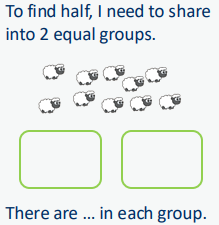 To find half, I need to share
into 2 equal groups.
There are ... in each group.